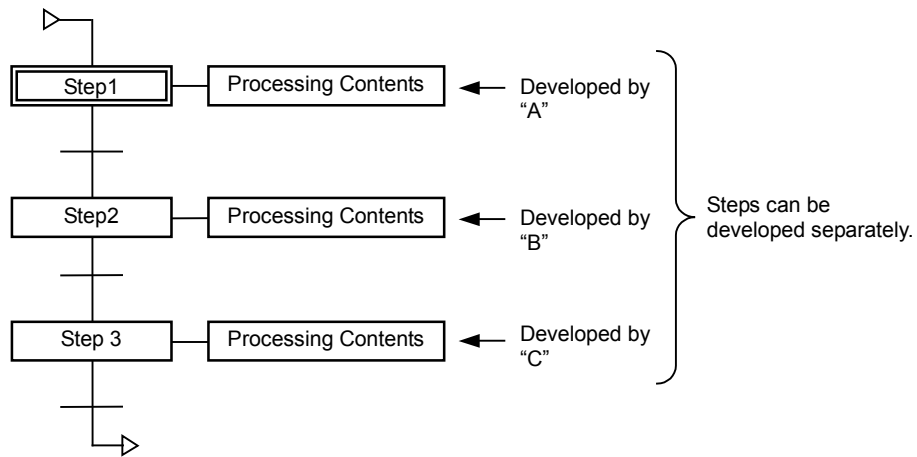 Step1
Processing Contents
Developed by
“A”
Step2
Processing Contents
Developed by
“B”
Steps can be
developed separately.
Step 3
Processing Contents
Developed by
“C”